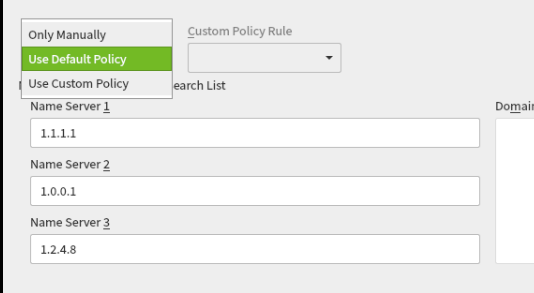 Only Manually
Custom Policy Rule
Use Default Policy
Use Custom Policy
earch List
Name Server 1
1.1.1.1
Name Server 2
1.0.0.1
Name Server 3
1.2.4.8
Domain